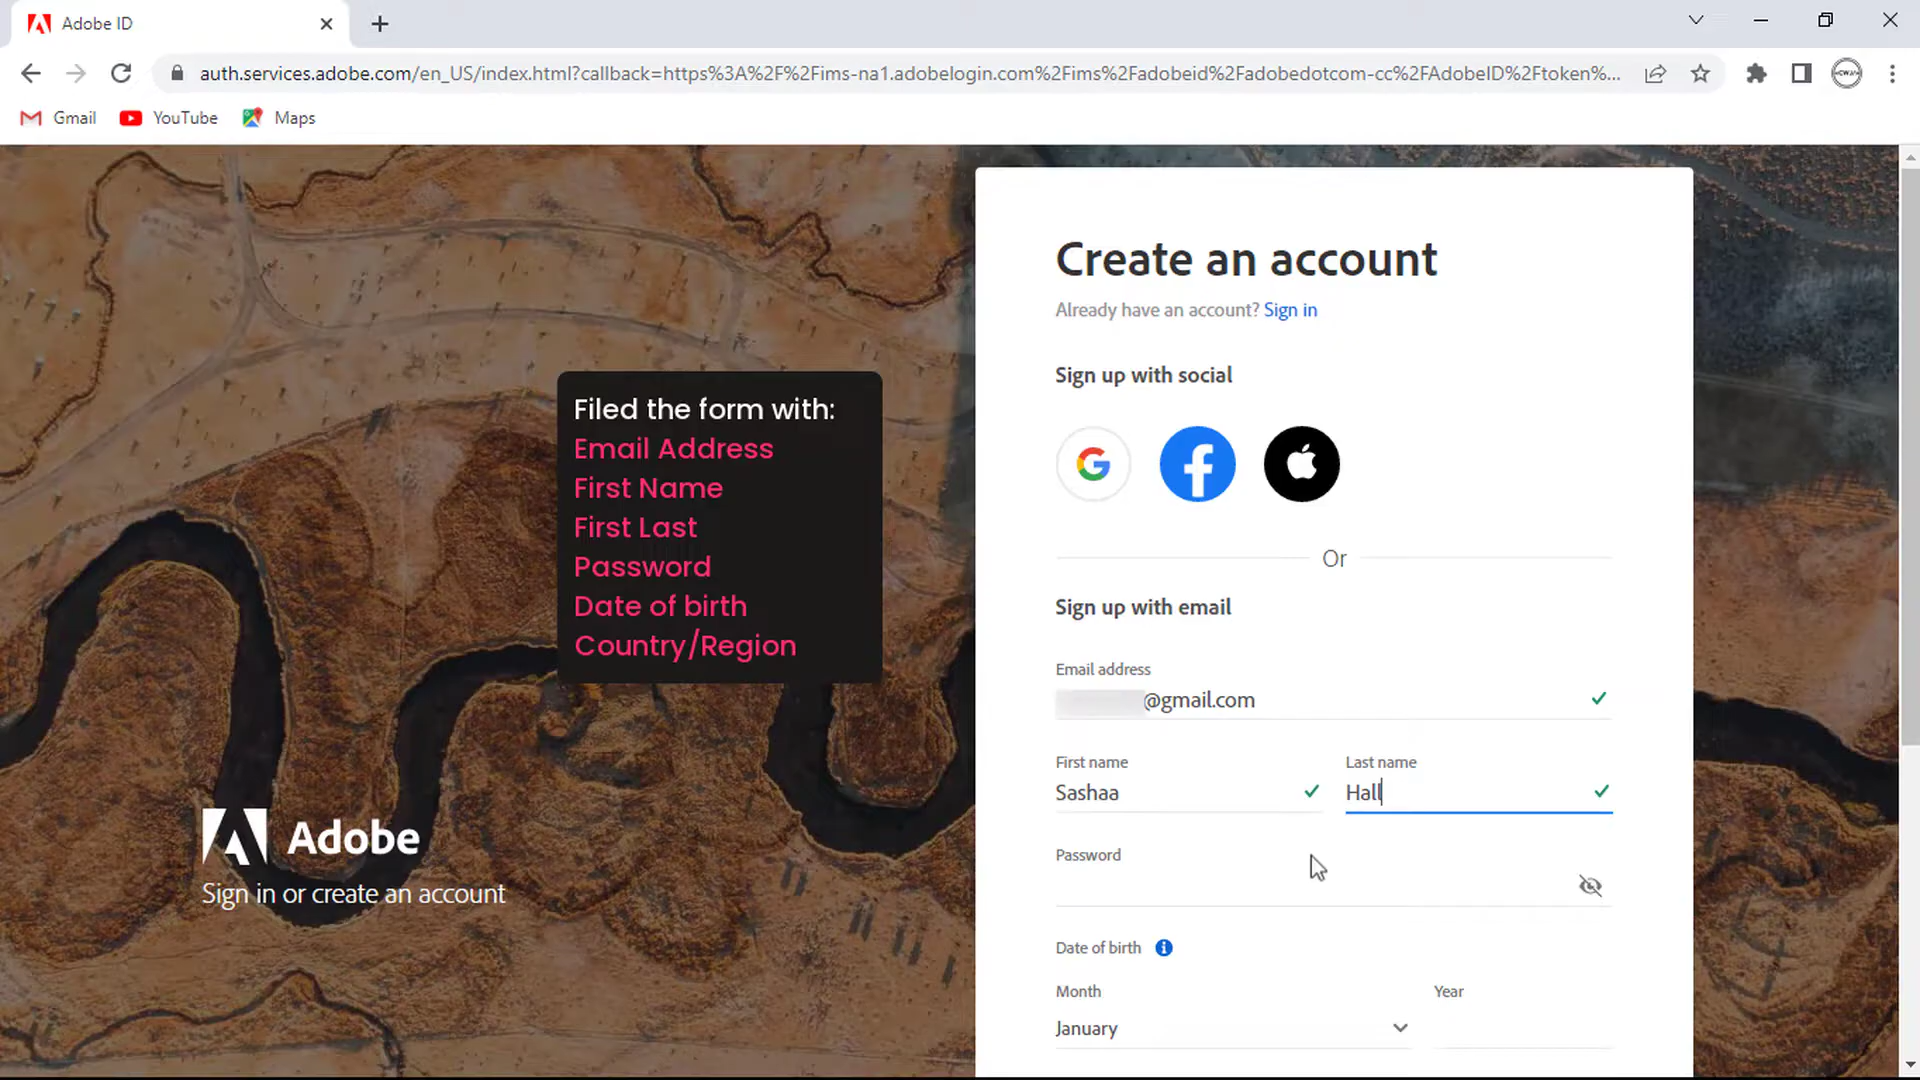 Adobe ID
auth.services.adobe.com/en_US/index.html?callback=https%3A%2F%2Fims-na1.adobelogin.com%2Fims%2Fadobeid%2Fadobedotcom-cc%2FAdobeID%2Ftoken%...
Gmail
YouTube
Maps
Filed the form with:
Email Address
First Name
First Last
Password
Date of birth
Country/Region
Adobe
Sign in or create an account
Create an account
Already have an account? Sign in
Sign up with social
Or
Sign up with email
Email address
@gmail.com
First name
Last name
Sashaa
Hall
Password
Date of birth
Month
Year
January